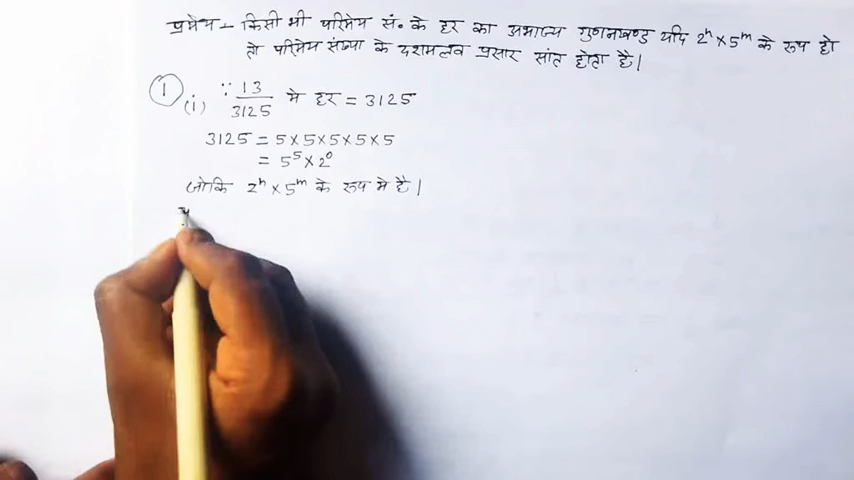 प्रमेय - किसी भी परिमेय सं. के हर का अभाज्य गुणनखण्ड यदि 2ⁿ × 5ᵐ के रूप हो
तो परिमेय संख्या के दशमलव प्रसार सांत होता है।
① (i) ∵ 13/3125 मे हर = 3125
3125 = 5 × 5 × 5 × 5 × 5
= 5⁵ × 2⁰
जोकि 2ⁿ × 5ᵐ के रूप मे है।